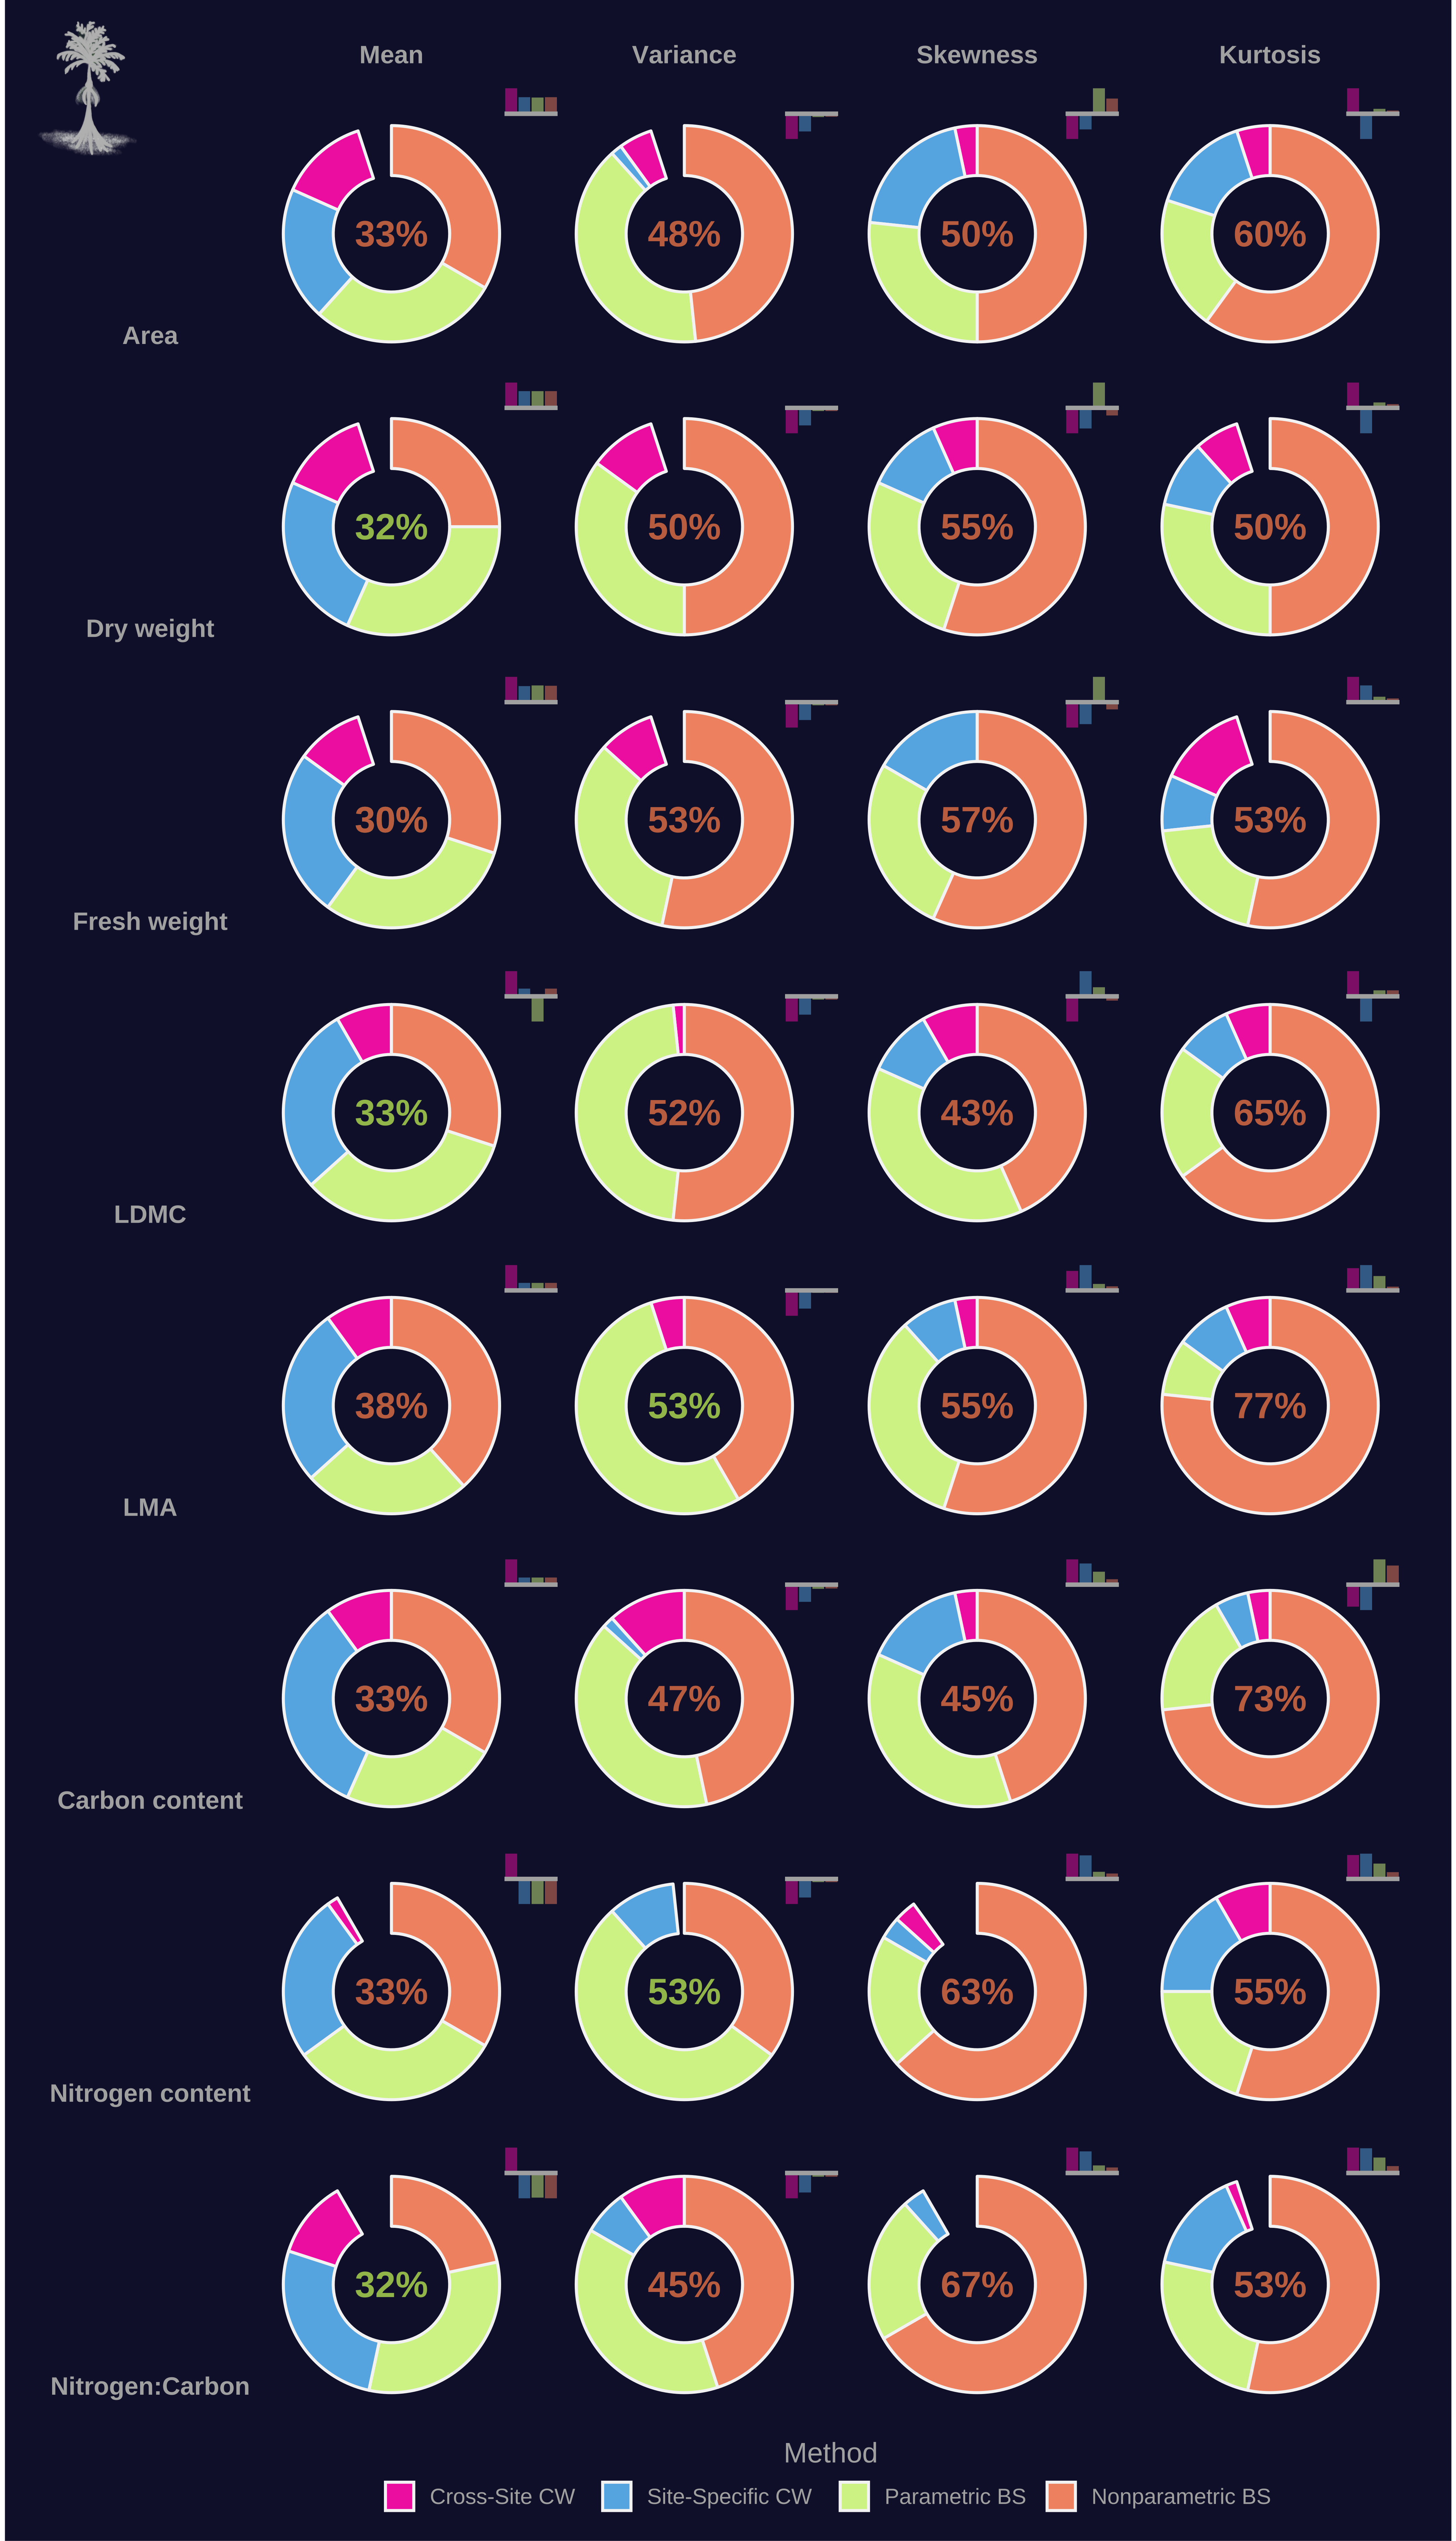 Mean Variance Skewness Kurtosis
33% 48% 50% 60%
Area
32% 50% 55% 50%
Dry weight
30% 53% 57% 53%
Fresh weight
33% 52% 43% 65%
LDMC
38% 53% 55% 77%
LMA
33% 47% 45% 73%
Carbon content
33% 53% 63% 55%
Nitrogen content
32% 45% 67% 53%
Nitrogen:Carbon
Method
Cross-Site CW Site-Specific CW Parametric BS Nonparametric BS